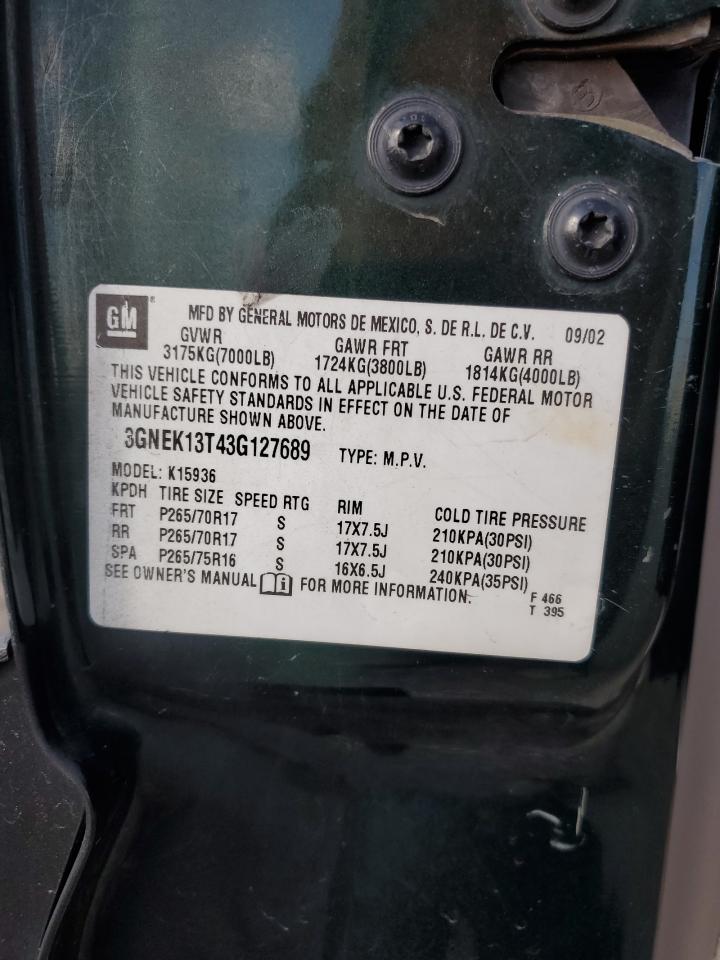 GM
MFD BY GENERAL MOTORS DE MEXICO, S. DE R.L. DE C.V. 09/02
GVWR GAWR FRT GAWR RR
3175KG(7000LB) 1724KG(3800LB) 1814KG(4000LB)
THIS VEHICLE CONFORMS TO ALL APPLICABLE U.S. FEDERAL MOTOR
VEHICLE SAFETY STANDARDS IN EFFECT ON THE DATE OF
MANUFACTURE SHOWN ABOVE.
3GNEK13T43G127689 TYPE: M.P.V.
MODEL: K15936
KPDH TIRE SIZE SPEED RTG RIM COLD TIRE PRESSURE
FRT P265/70R17 S 17X7.5J 210KPA(30PSI)
RR P265/70R17 S 17X7.5J 210KPA(30PSI)
SPA P265/75R16 S 16X6.5J 240KPA(35PSI)
SEE OWNER'S MANUAL FOR MORE INFORMATION.
F 466
T 395